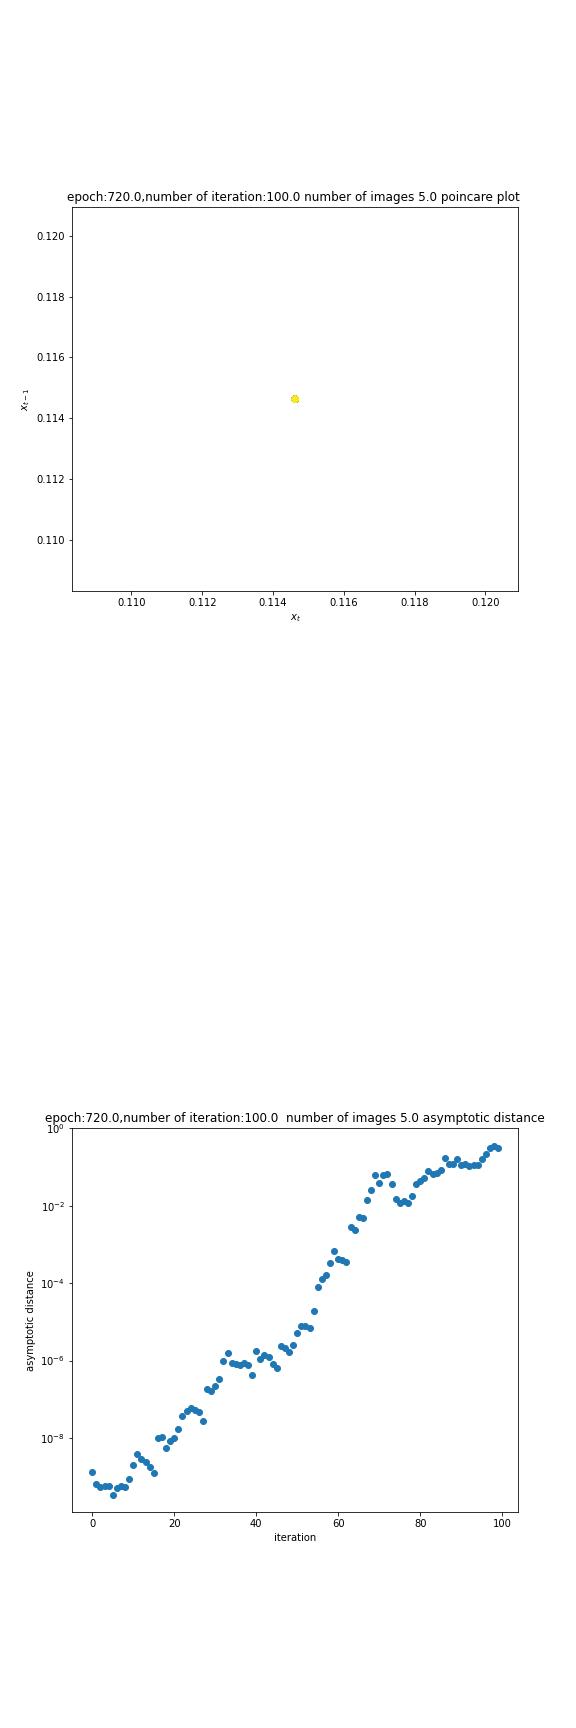 epoch:720.0,number of iteration:100.0 number of images 5.0 poincare plot
0.120
0.118
0.116
0.114
0.112
0.110
x_{t-1}
0.110 0.112 0.114 0.116 0.118 0.120
x_t
epoch:720.0,number of iteration:100.0  number of images 5.0 asymptotic distance
10^0
10^{-2}
10^{-4}
10^{-6}
10^{-8}
asymptotic distance
0 20 40 60 80 100
iteration